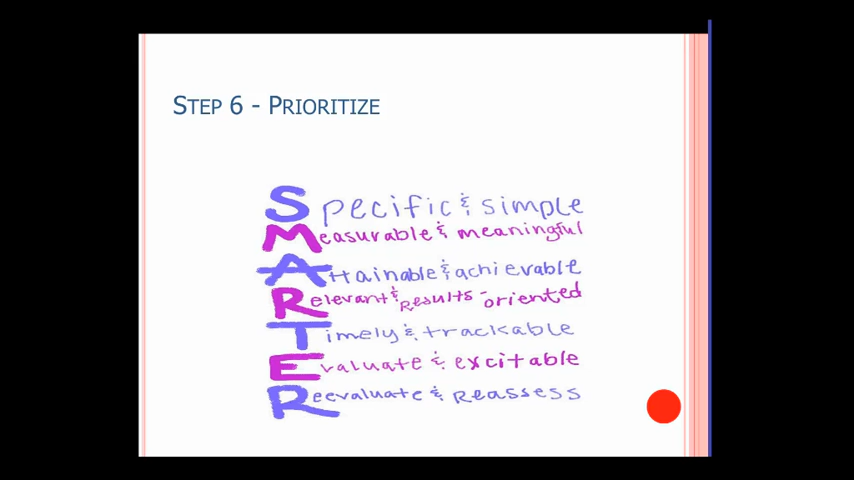 STEP 6 - PRIORITIZE
Specific & simple
Measurable & meaningful
Attainable & achievable
Relevant & Results-oriented
Timely & trackable
Evaluate & excitable
Reevaluate & Reassess